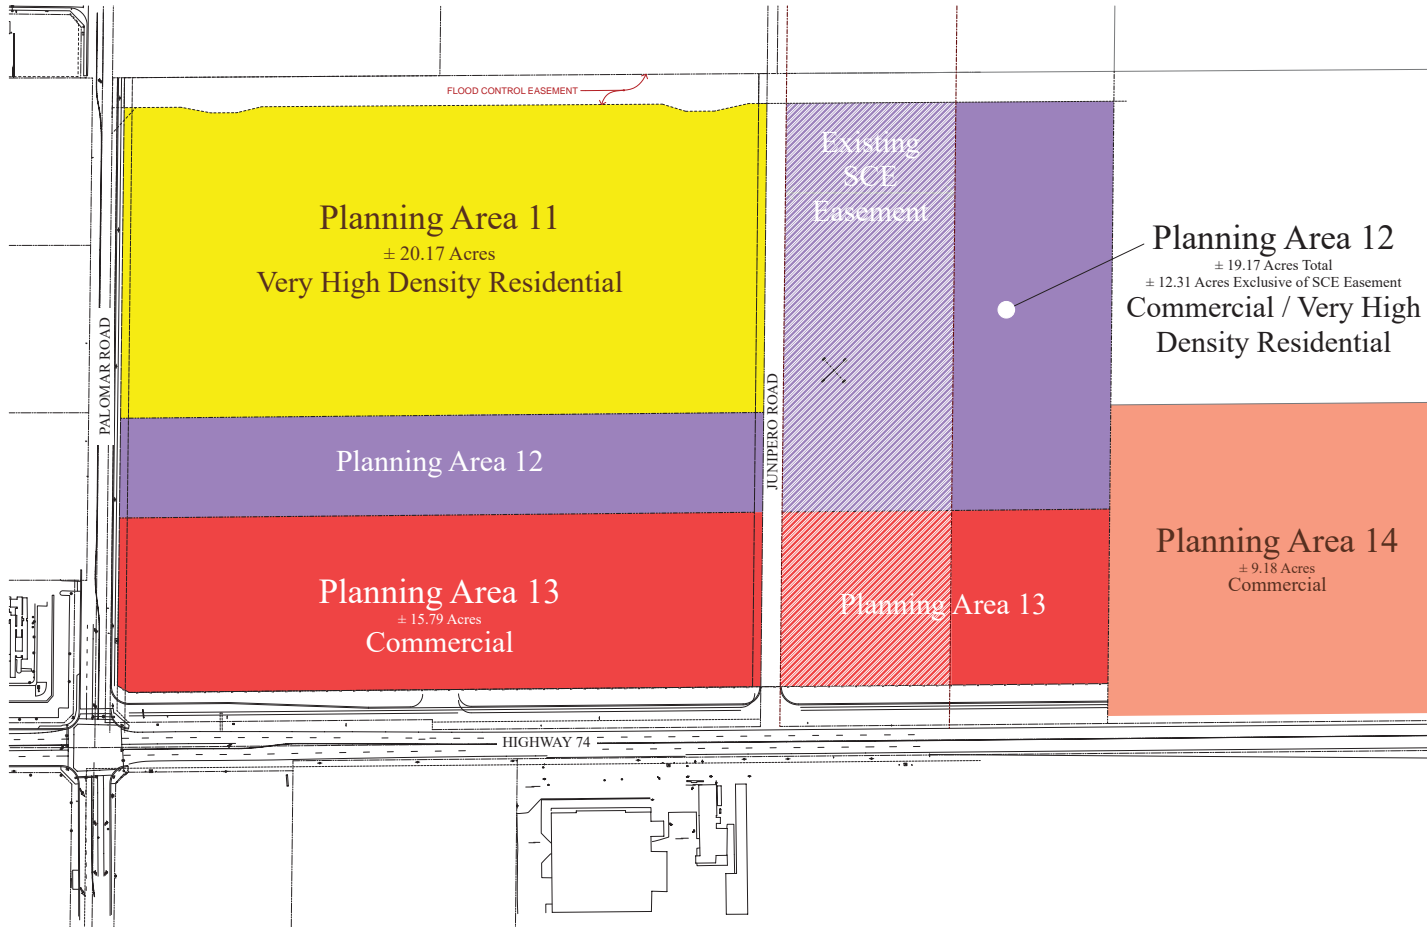 FLOOD CONTROL EASEMENT
Existing
SCE
Easement
Planning Area 11
± 20.17 Acres
Very High Density Residential
Planning Area 12
± 19.17 Acres Total
± 12.31 Acres Exclusive of SCE Easement
Commercial / Very High
Density Residential
PALOMAR ROAD
JUNIPERO ROAD
Planning Area 12
Planning Area 13
± 15.79 Acres
Commercial
Planning Area 13
Planning Area 14
± 9.18 Acres
Commercial
HIGHWAY 74